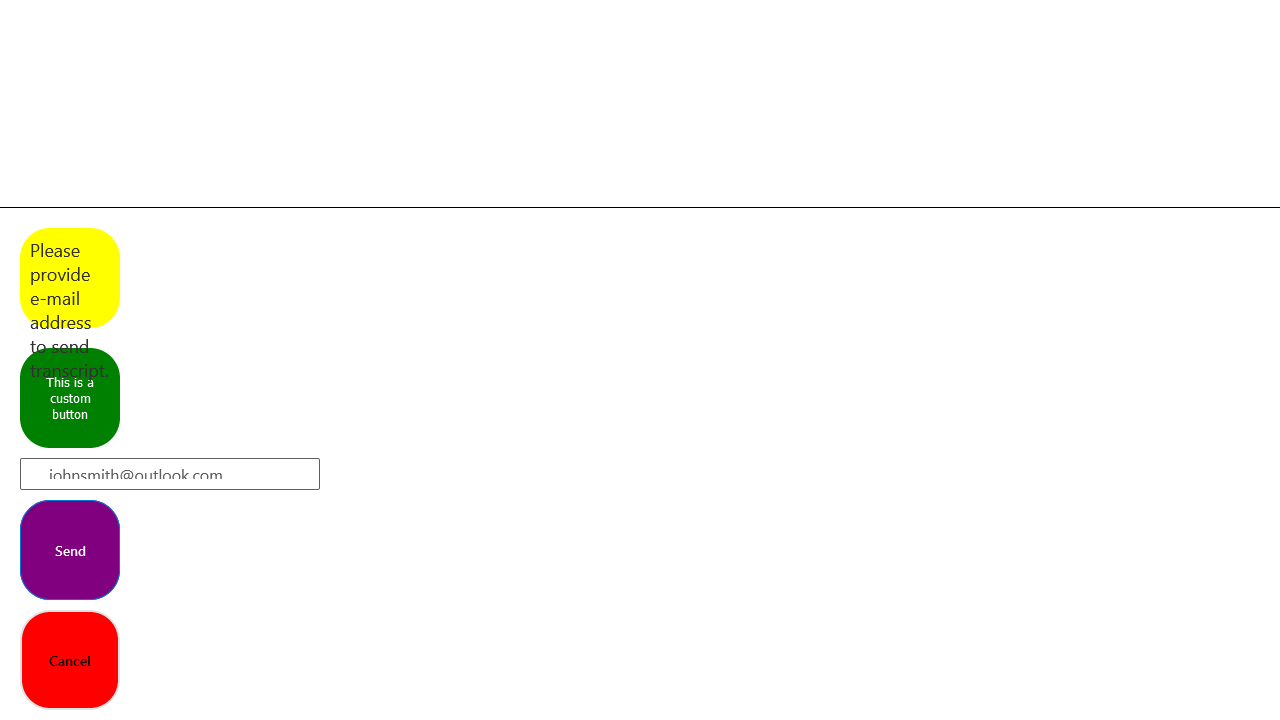 Please
provide
e-mail
address
to send
transcript.
This is a
custom
button
johnsmith@outlook.com
Send
Cancel